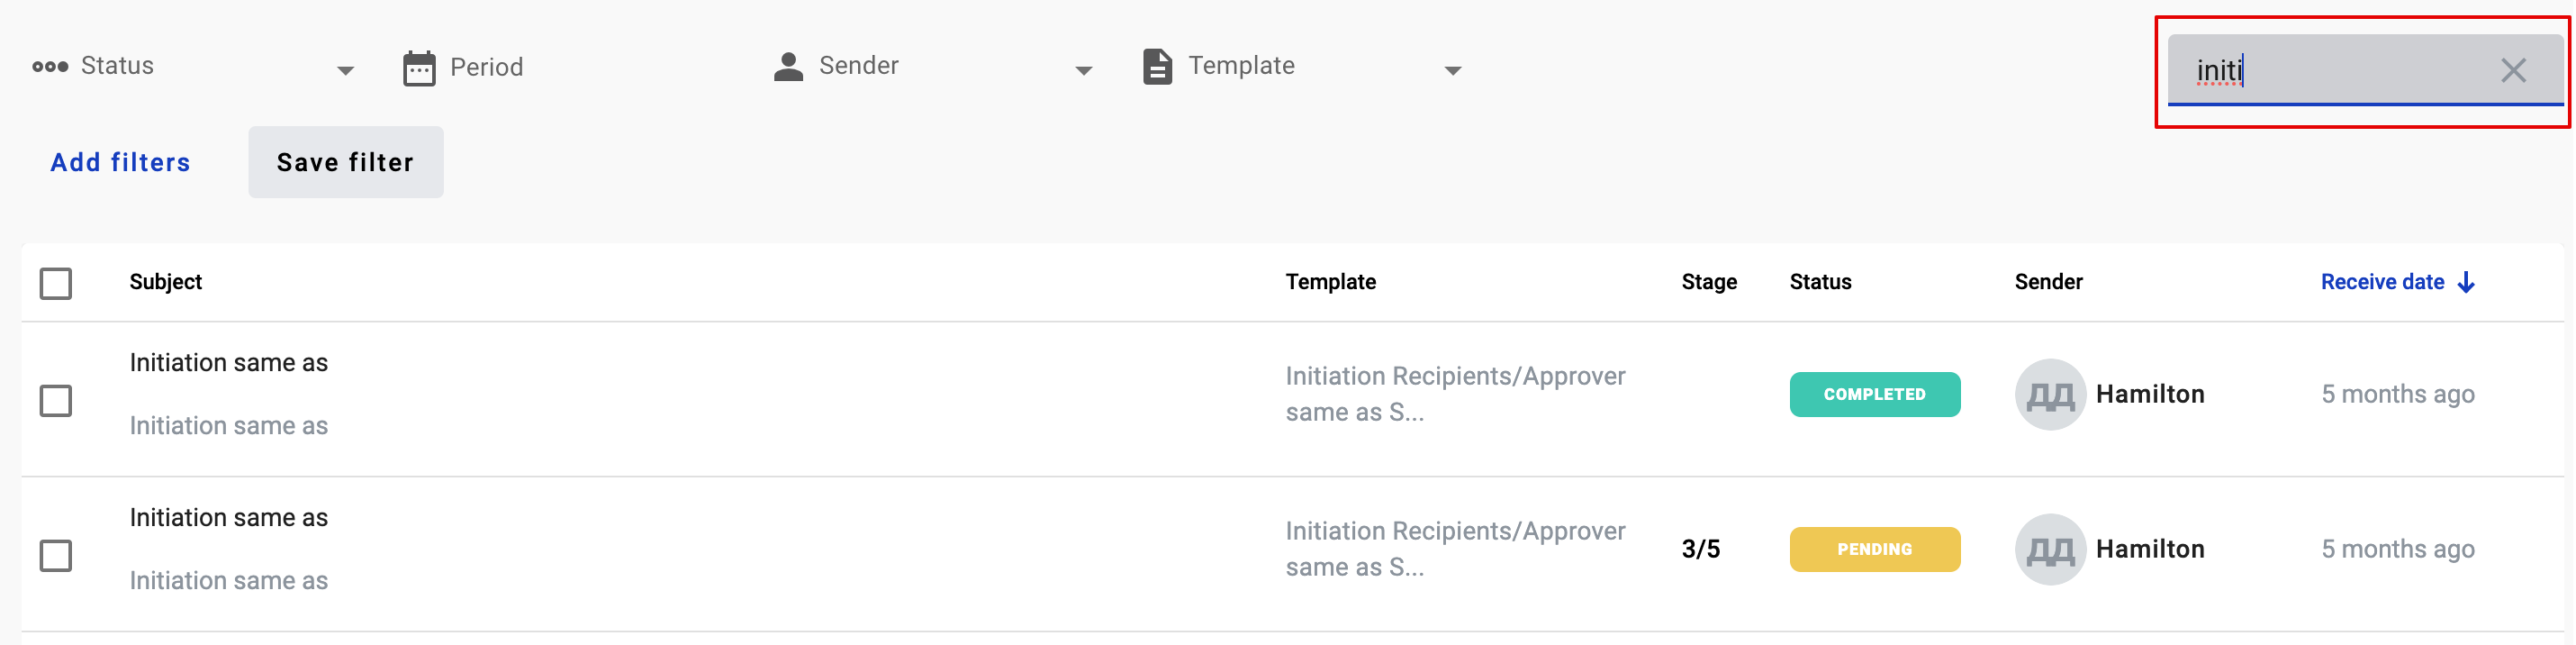 Status
Period
Sender
Template
initi
Add filters
Save filter
Subject
Template
Stage
Status
Sender
Receive date
Initiation same as
Initiation same as
Initiation Recipients/Approver
same as S...
COMPLETED
ДД
Hamilton
5 months ago
Initiation same as
Initiation same as
Initiation Recipients/Approver
same as S...
3/5
PENDING
ДД
Hamilton
5 months ago